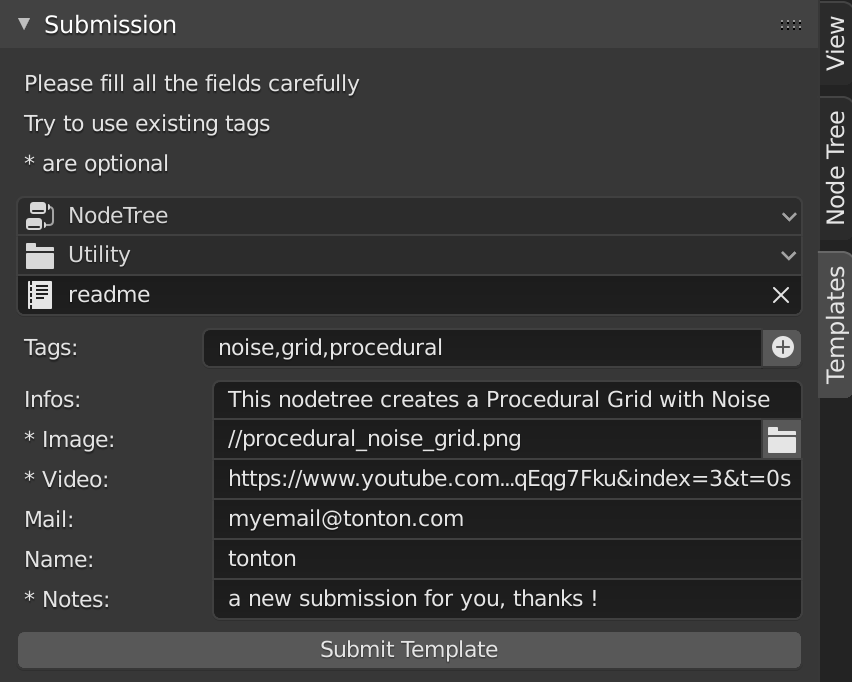 Submission
Please fill all the fields carefully
Try to use existing tags
* are optional
NodeTree
Utility
readme
Tags: noise,grid,procedural
Infos: This nodetree creates a Procedural Grid with Noise
* Image: //procedural_noise_grid.png
* Video: https://www.youtube.com...qEqg7Fku&index=3&t=0s
Mail: myemail@tonton.com
Name: tonton
* Notes: a new submission for you, thanks !
Submit Template
View
Node Tree
Templates